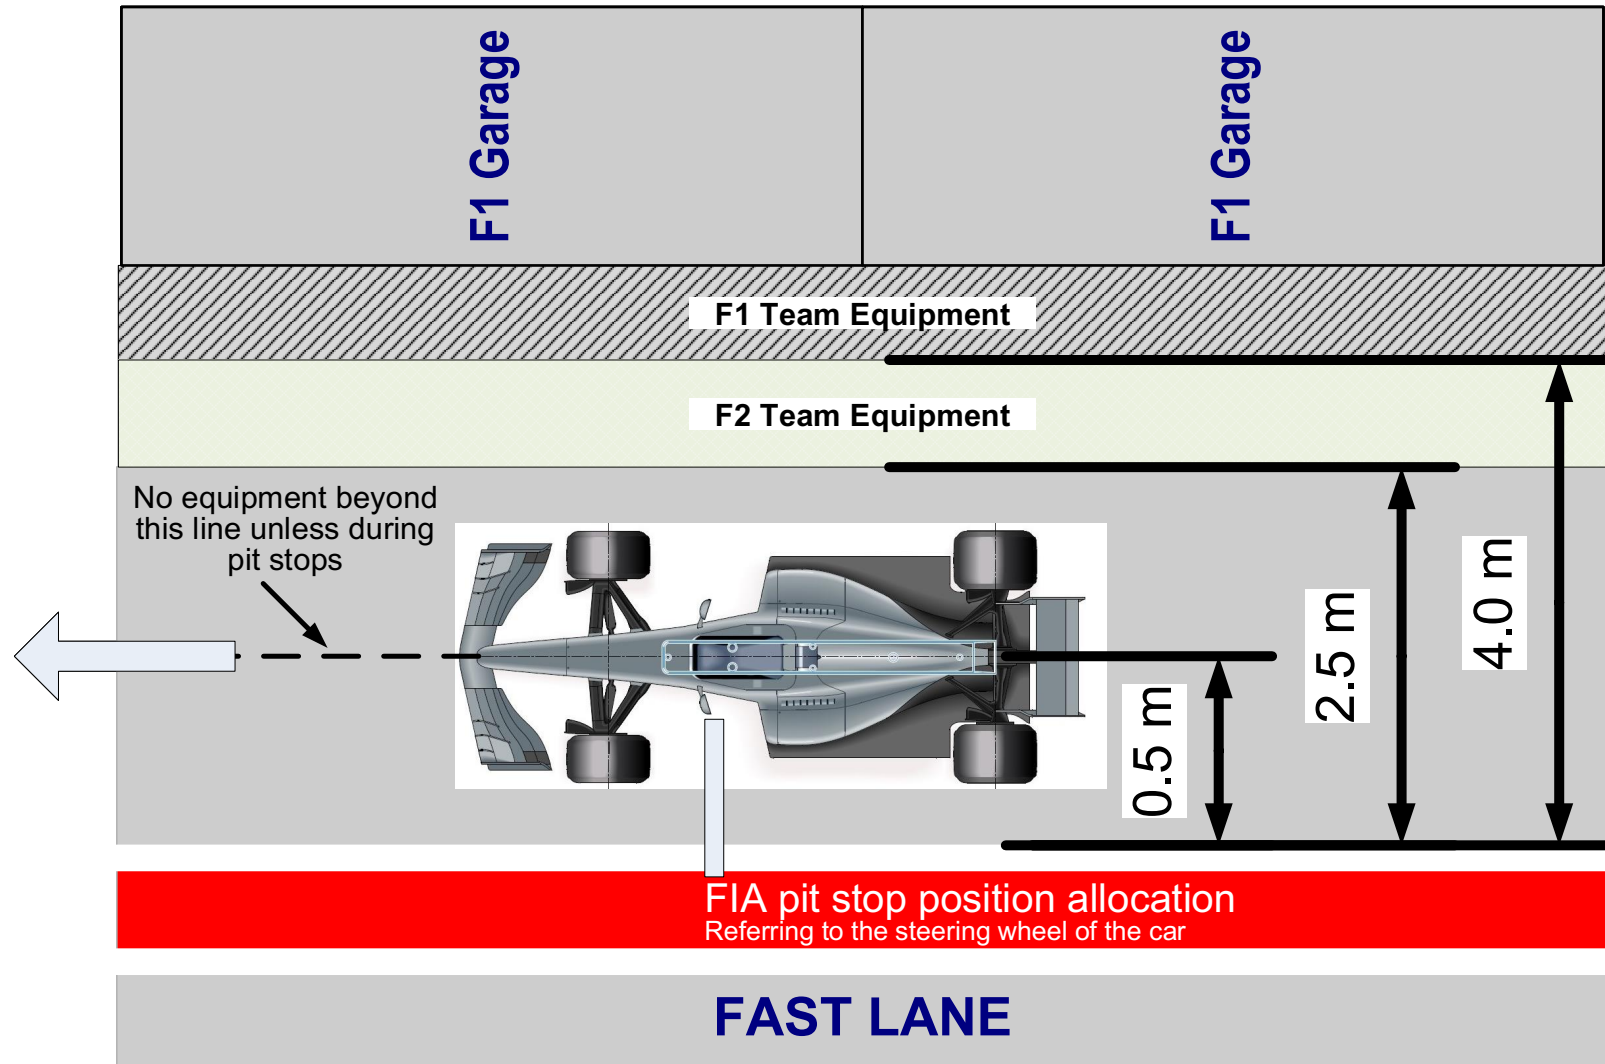 F1 Garage
F1 Garage
F1 Team Equipment
F2 Team Equipment
No equipment beyond
this line unless during
pit stops
0.5 m
2.5 m
4.0 m
FIA pit stop position allocation
Referring to the steering wheel of the car
FAST LANE